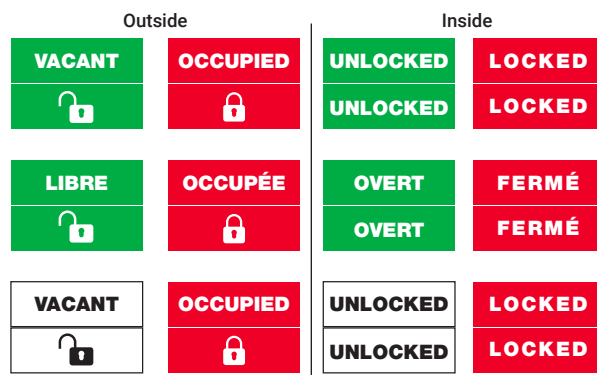 Outside
Inside
VACANT OCCUPIED UNLOCKED LOCKED
UNLOCKED LOCKED
LIBRE OCCUPÉE OVERT FERMÉ
OVERT FERMÉ
VACANT OCCUPIED UNLOCKED LOCKED
UNLOCKED LOCKED